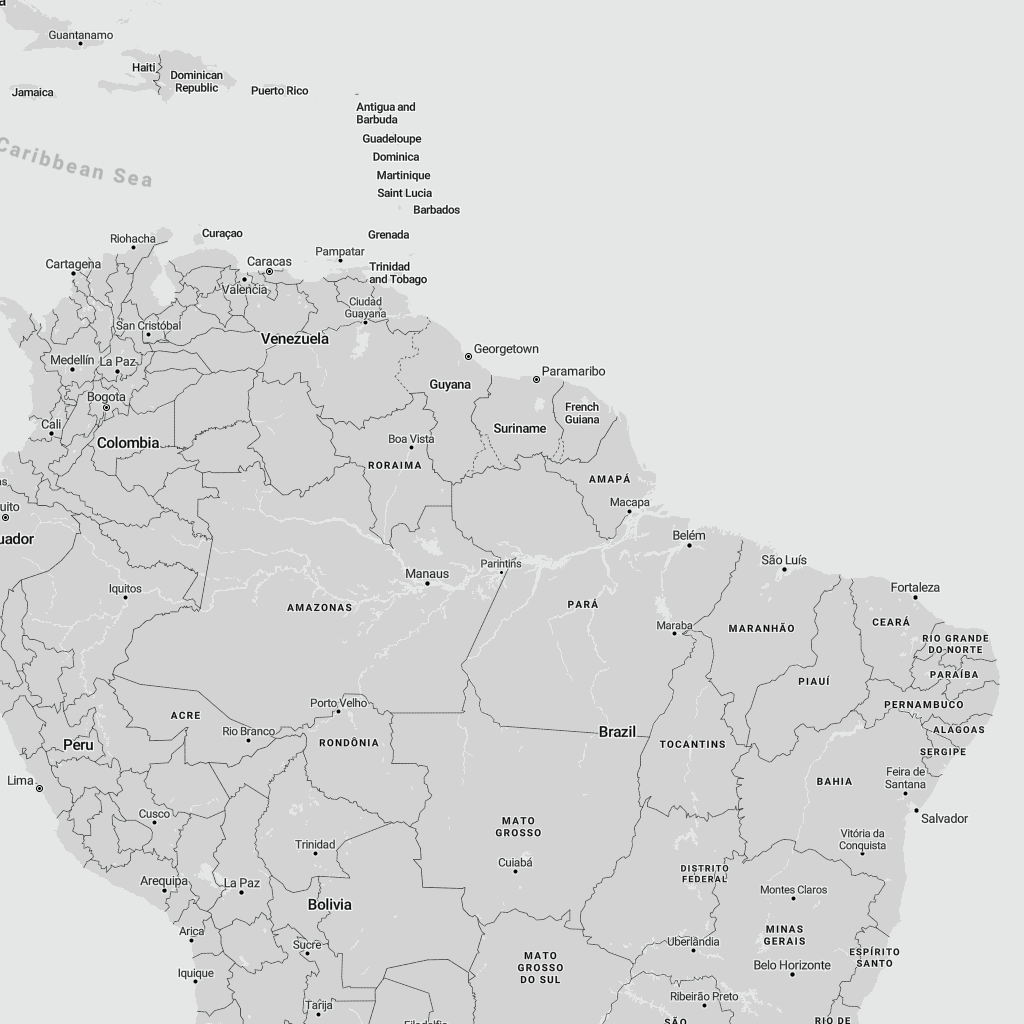 Guantanamo
Haiti
Dominican
Republic
Jamaica
Puerto Rico
Antigua and
Barbuda
Guadeloupe
Dominica
Martinique
Saint Lucia
Barbados
Caribbean Sea
Grenada
Curaçao
Riohacha
Pampatar
Cartagena
Caracas
Trinidad
and Tobago
Valencia
Ciudad
Guayana
San Cristóbal
Venezuela
Georgetown
Medellín
La Paz
Paramaribo
Guyana
Bogota
French
Guiana
Cali
Suriname
Colombia
Boa Vista
RORAIMA
AMAPÁ
Macapa
uito
uador
Belém
São Luís
Parintins
Manaus
Iquitos
Fortaleza
AMAZONAS
PARÁ
Maraba
MARANHÃO
CEARÁ
RIO GRANDE
DO NORTE
PARAÍBA
PIAUÍ
PERNAMBUCO
Porto Velho
ACRE
Rio Branco
RONDÔNIA
Brazil
ALAGOAS
Peru
TOCANTINS
SERGIPE
Lima
BAHIA
Feira de
Santana
Cusco
MATO
GROSSO
Salvador
Trinidad
Vitória da
Conquista
Cuiabá
DISTRITO
FEDERAL
Arequipa
La Paz
Montes Claros
Bolivia
Arica
MINAS
GERAIS
Sucre
Uberlândia
ESPÍRITO
SANTO
Iquique
MATO
GROSSO
DO SUL
Belo Horizonte
Ribeirão Preto
Tarija
Filadelfia
SÃO
RIO DE